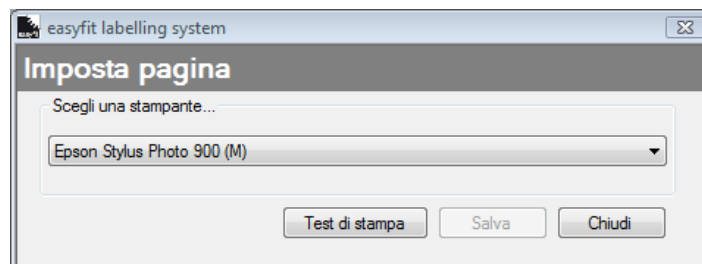 easyfit labelling system
Imposta pagina
Scegli una stampante...
Epson Stylus Photo 900 (M)
Test di stampa Salva Chiudi